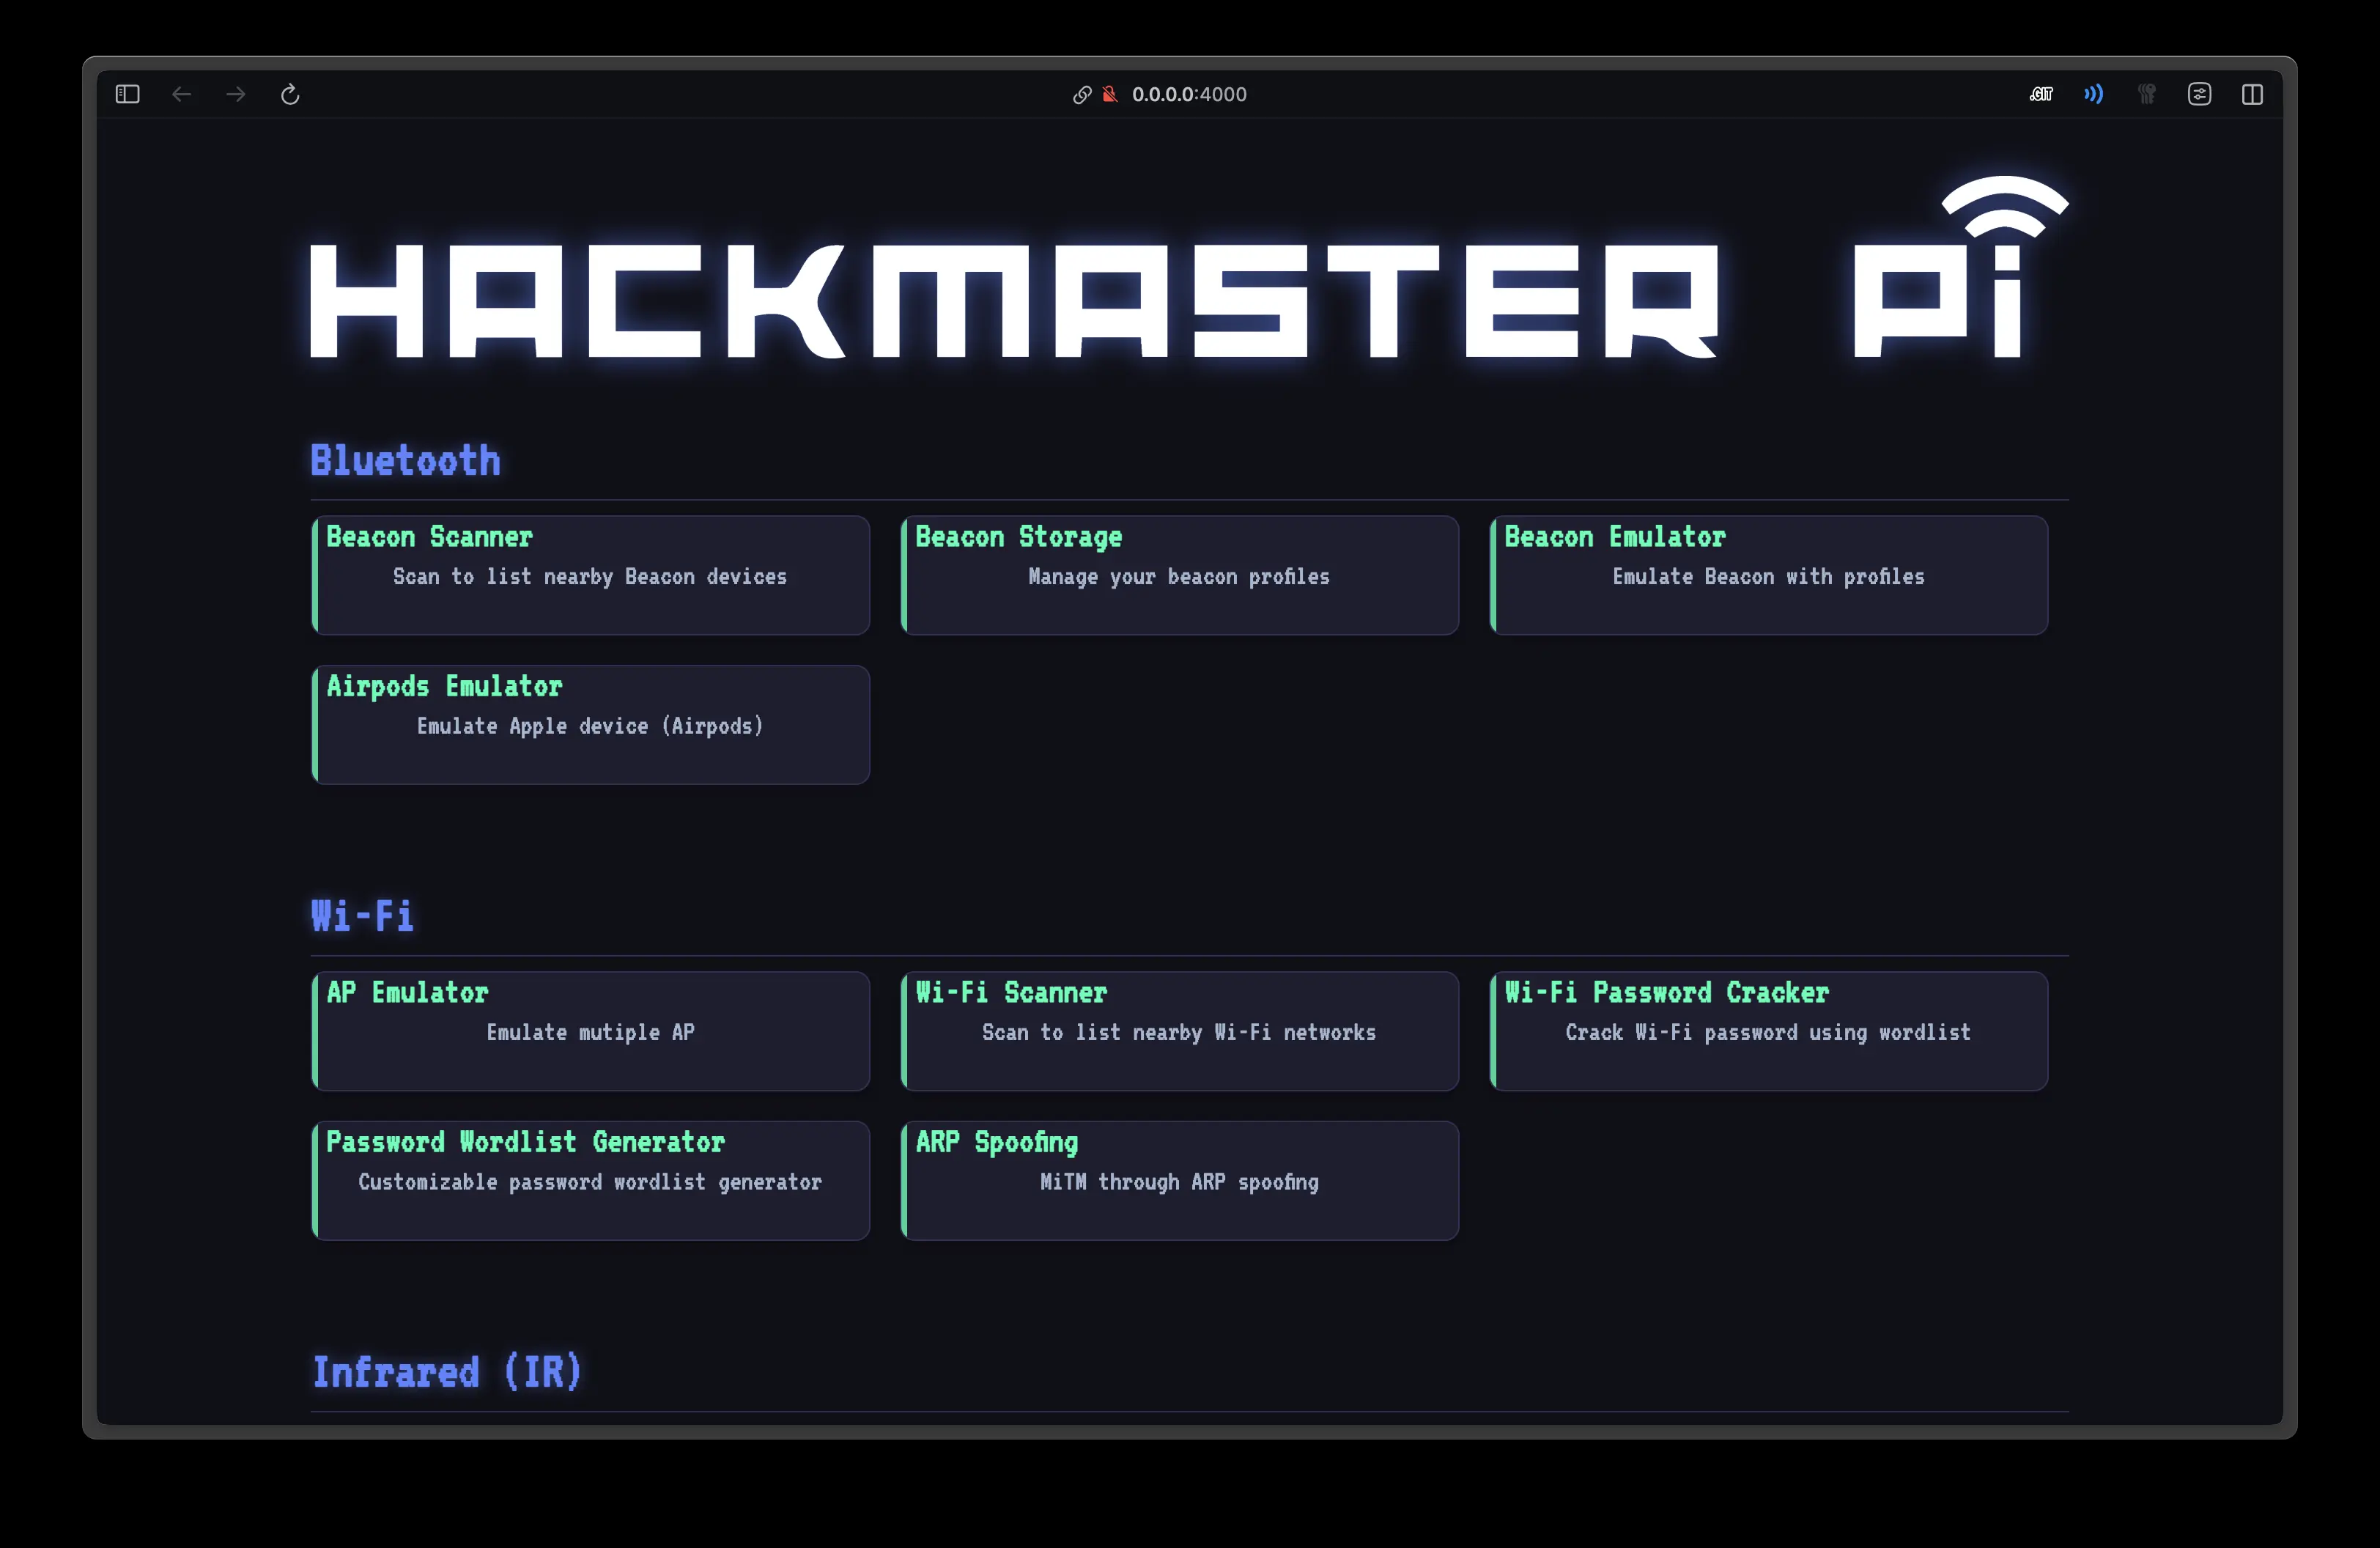 0.0.0.0:4000
.GIT
HACKMASTER Pi
Bluetooth
Beacon Scanner
Scan to list nearby Beacon devices
Beacon Storage
Manage your beacon profiles
Beacon Emulator
Emulate Beacon with profiles
Airpods Emulator
Emulate Apple device (Airpods)
Wi-Fi
AP Emulator
Emulate mutiple AP
Wi-Fi Scanner
Scan to list nearby Wi-Fi networks
Wi-Fi Password Cracker
Crack Wi-Fi password using wordlist
Password Wordlist Generator
Customizable password wordlist generator
ARP Spoofing
MiTM through ARP spoofing
Infrared (IR)